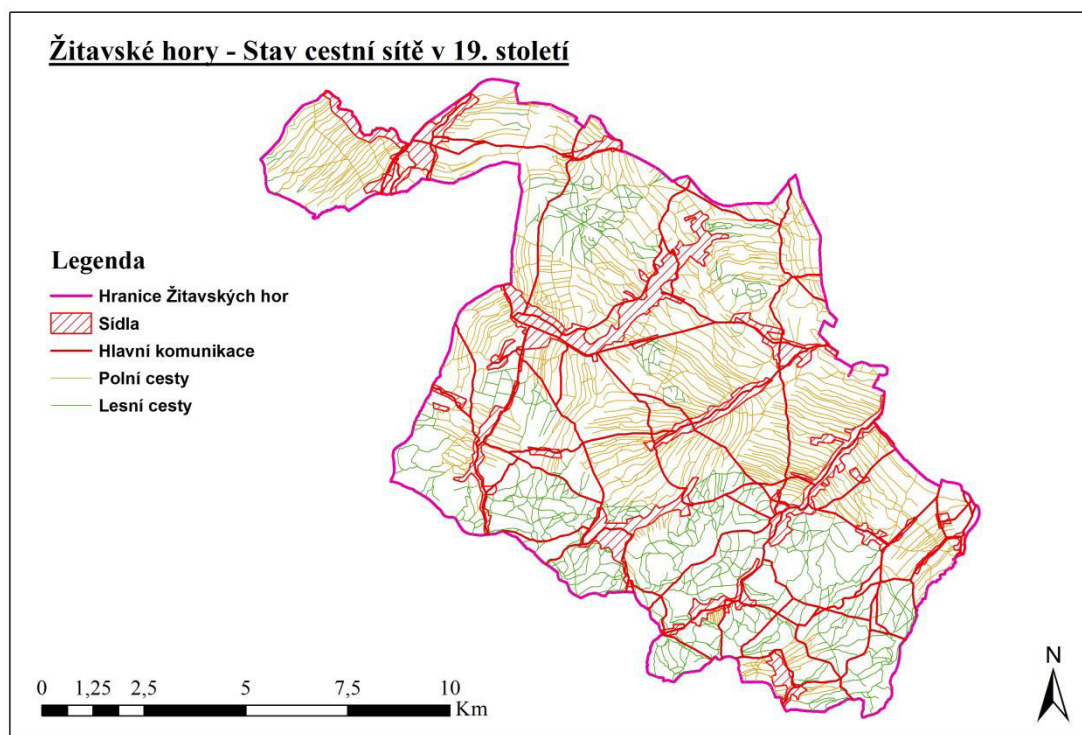 Žitavské hory - Stav cestní sítě v 19. století
Legenda
Hranice Žitavských hor
Sídla
Hlavní komunikace
Polní cesty
Lesní cesty
0 1,25 2,5 5 7,5 10
Km
N